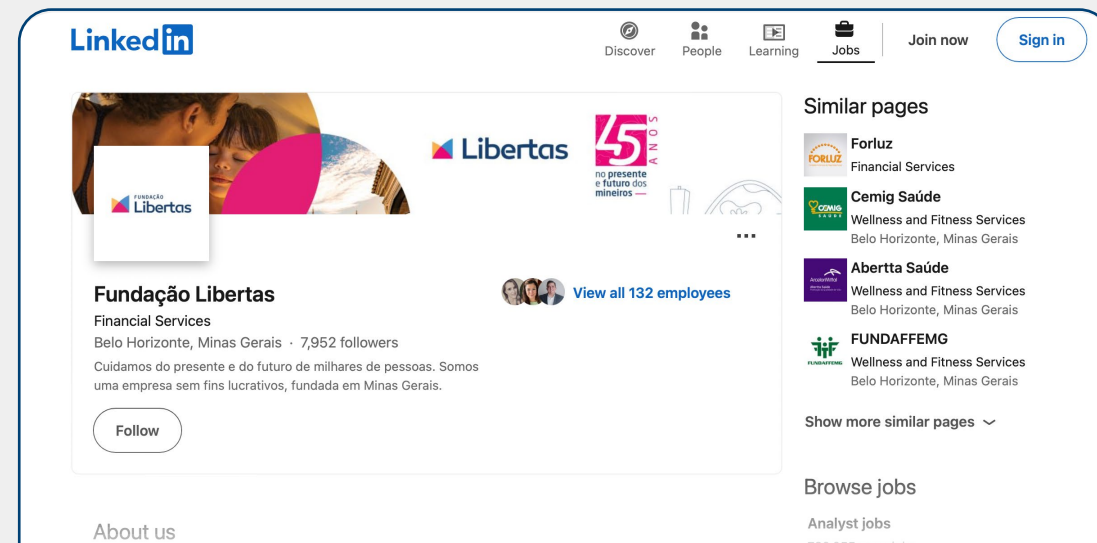 LinkedIn
Discover
People
Learning
Jobs
Join now
Sign in
Libertas
45
ANOS
no presente
e futuro dos
mineiros
FUNDAÇÃO
Libertas
Fundação Libertas
Financial Services
Belo Horizonte, Minas Gerais · 7,952 followers
Cuidamos do presente e do futuro de milhares de pessoas. Somos
uma empresa sem fins lucrativos, fundada em Minas Gerais.
View all 132 employees
Follow
About us
Similar pages
FORLUZ
Forluz
Financial Services
CEMIG
SAÚDE
Cemig Saúde
Wellness and Fitness Services
Belo Horizonte, Minas Gerais
ArcelorMittal
Abertta Saúde
Wellness and Fitness Services
Belo Horizonte, Minas Gerais
FUNDAFFEMG
FUNDAFFEMG
Wellness and Fitness Services
Belo Horizonte, Minas Gerais
Show more similar pages
Browse jobs
Analyst jobs